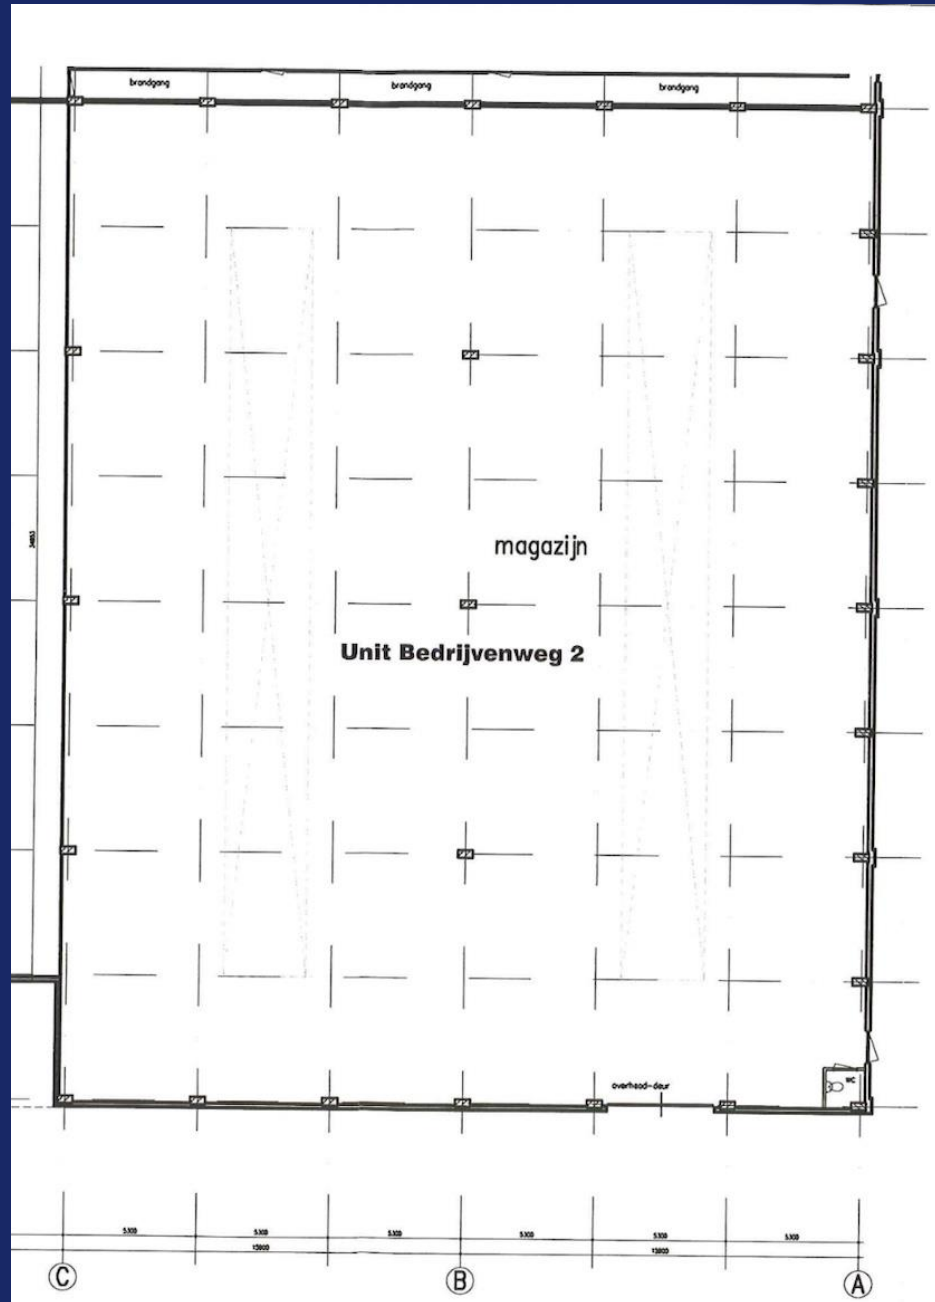 brandgang
brandgang
brandgang
magazijn
Unit Bedrijvenweg 2
overhead-deur
WC
5300
5300
5300
5300
5300
5300
C
B
A